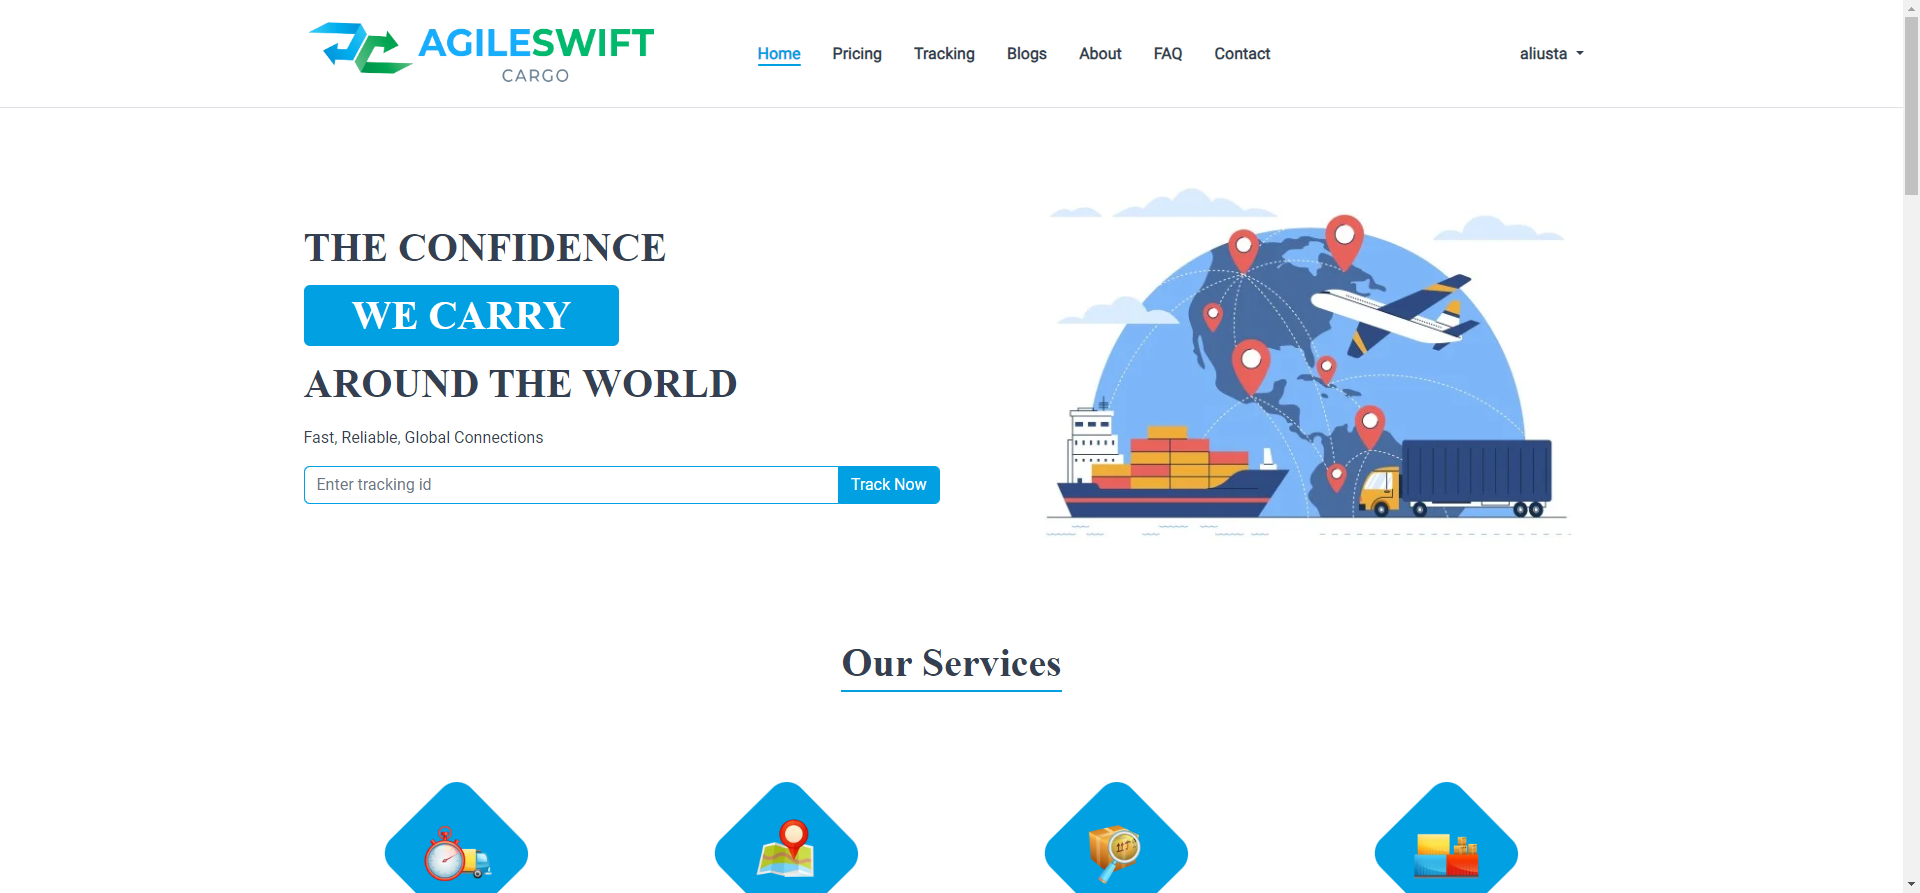 AGILESWIFT
CARGO
Home Pricing Tracking Blogs About FAQ Contact aliusta
THE CONFIDENCE
WE CARRY
AROUND THE WORLD
Fast, Reliable, Global Connections
Enter tracking id Track Now
Our Services